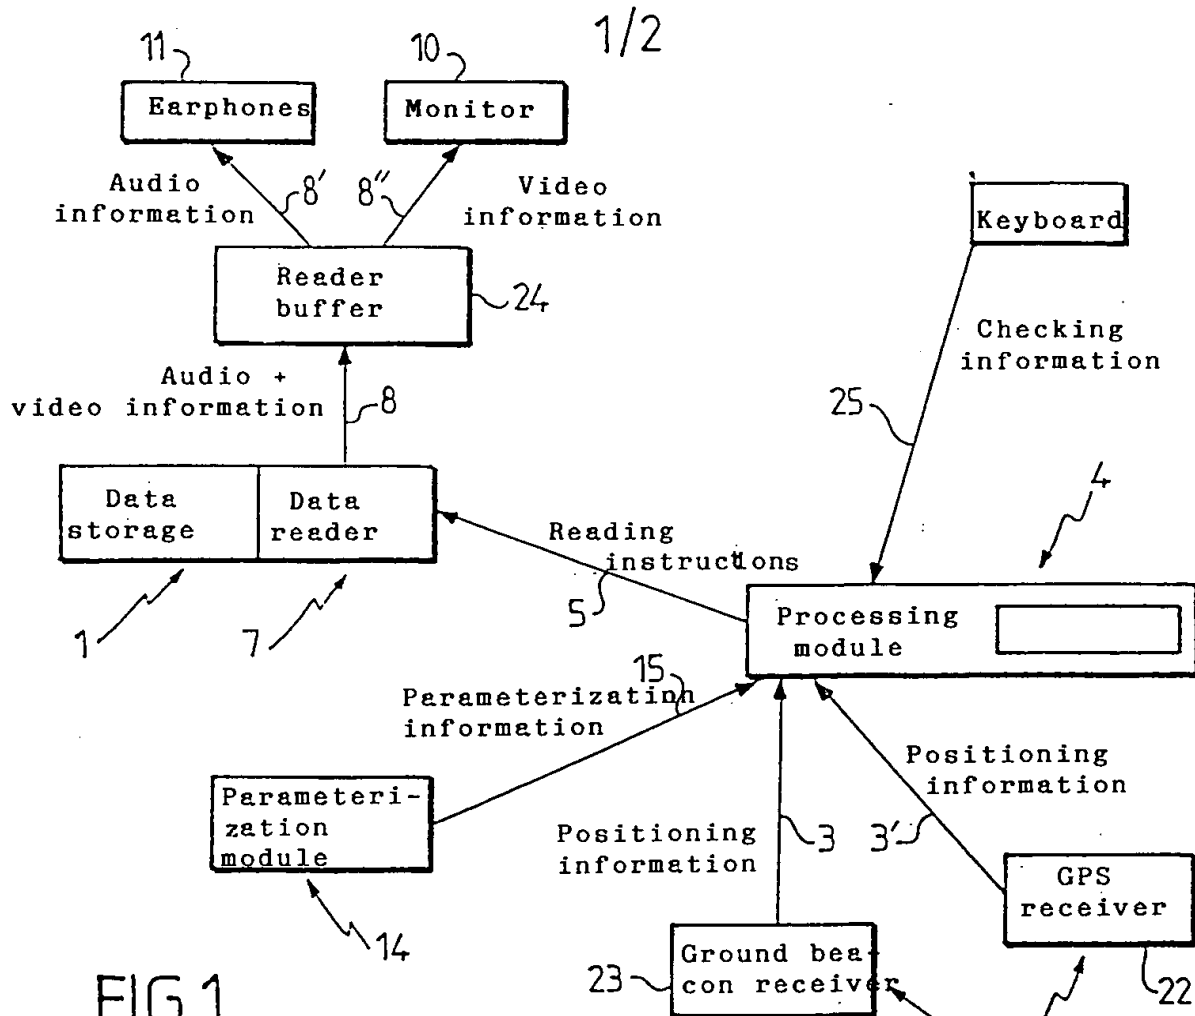 1/2
11
10
Earphones
Monitor
Audio
information
8'
8"
Video
information
Keyboard
Reader
buffer
24
Checking
information
Audio +
video information
8
25
4
Data
storage
Data
reader
Reading
instructions
5
1
7
Processing
module
15
Parameterizatinn
information
Positioning
information
Parameteri-
zation
module
Positioning
information
3
3'
GPS
receiver
14
Ground bea-
con receiver
23
22
FIG 1